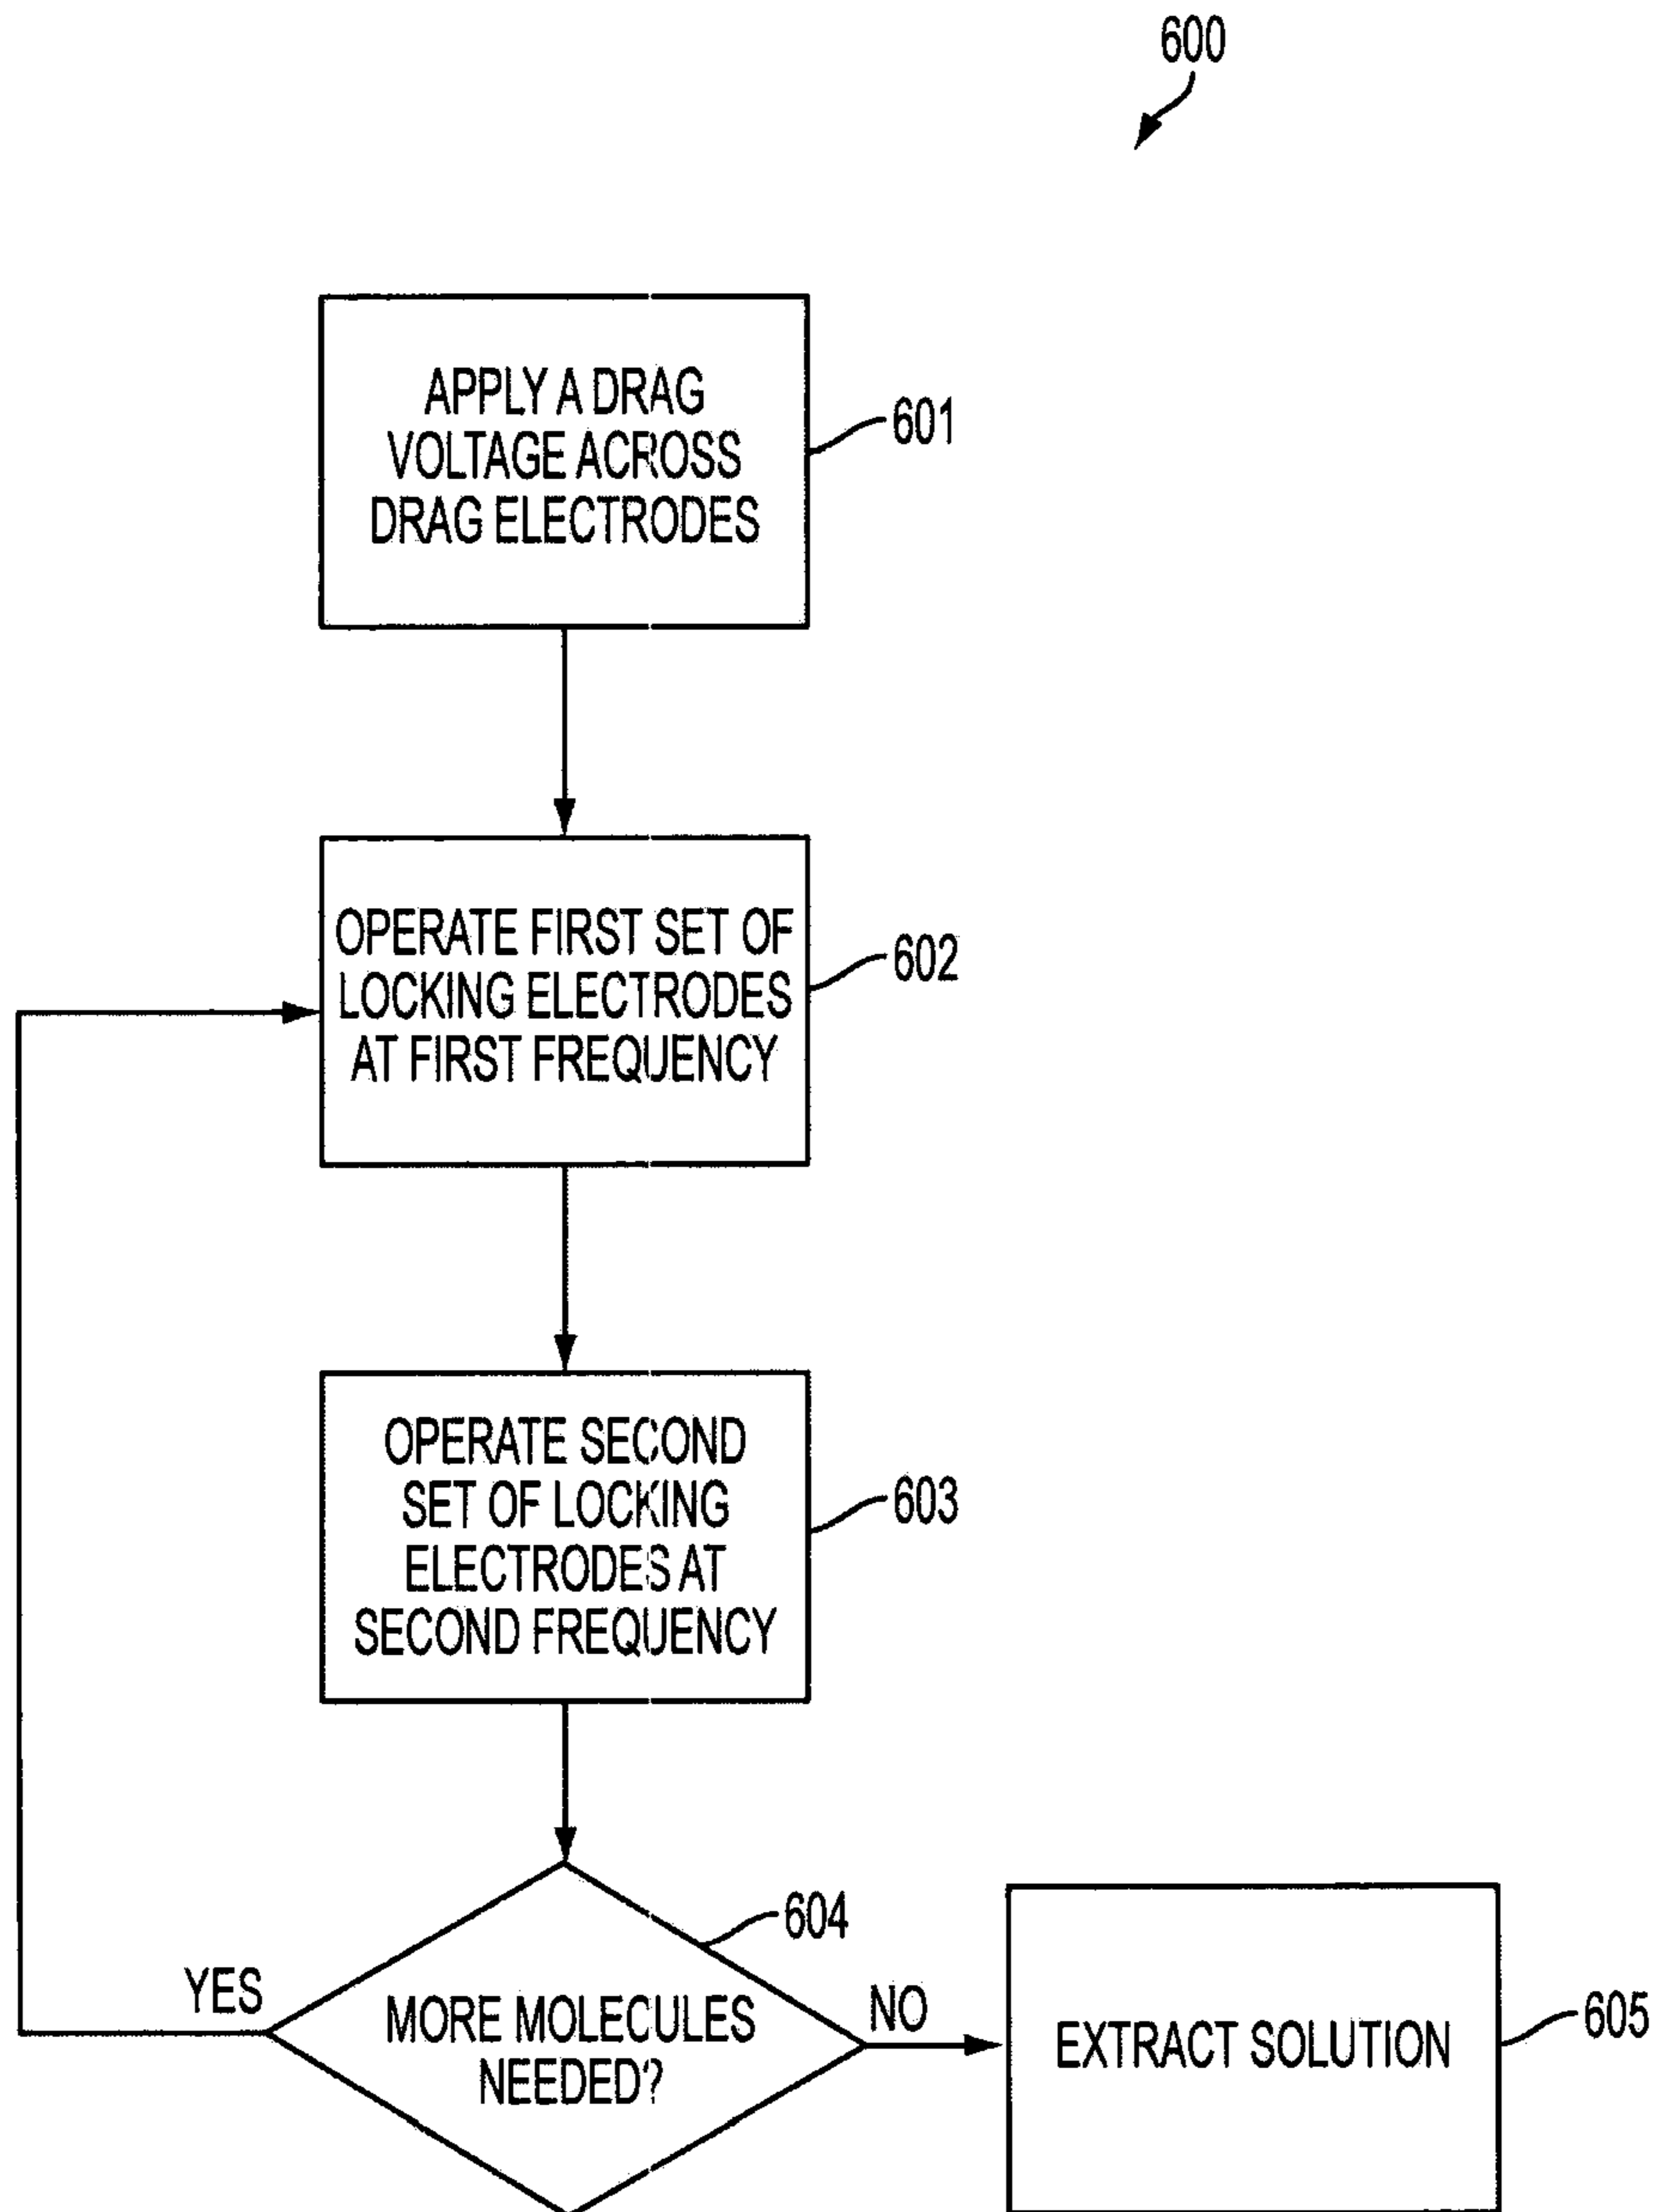 600
APPLY A DRAG
VOLTAGE ACROSS
DRAG ELECTRODES
601
OPERATE FIRST SET OF
LOCKING ELECTRODES
AT FIRST FREQUENCY
602
OPERATE SECOND
SET OF LOCKING
ELECTRODES AT
SECOND FREQUENCY
603
604
YES
MORE MOLECULES
NEEDED?
NO
EXTRACT SOLUTION
605